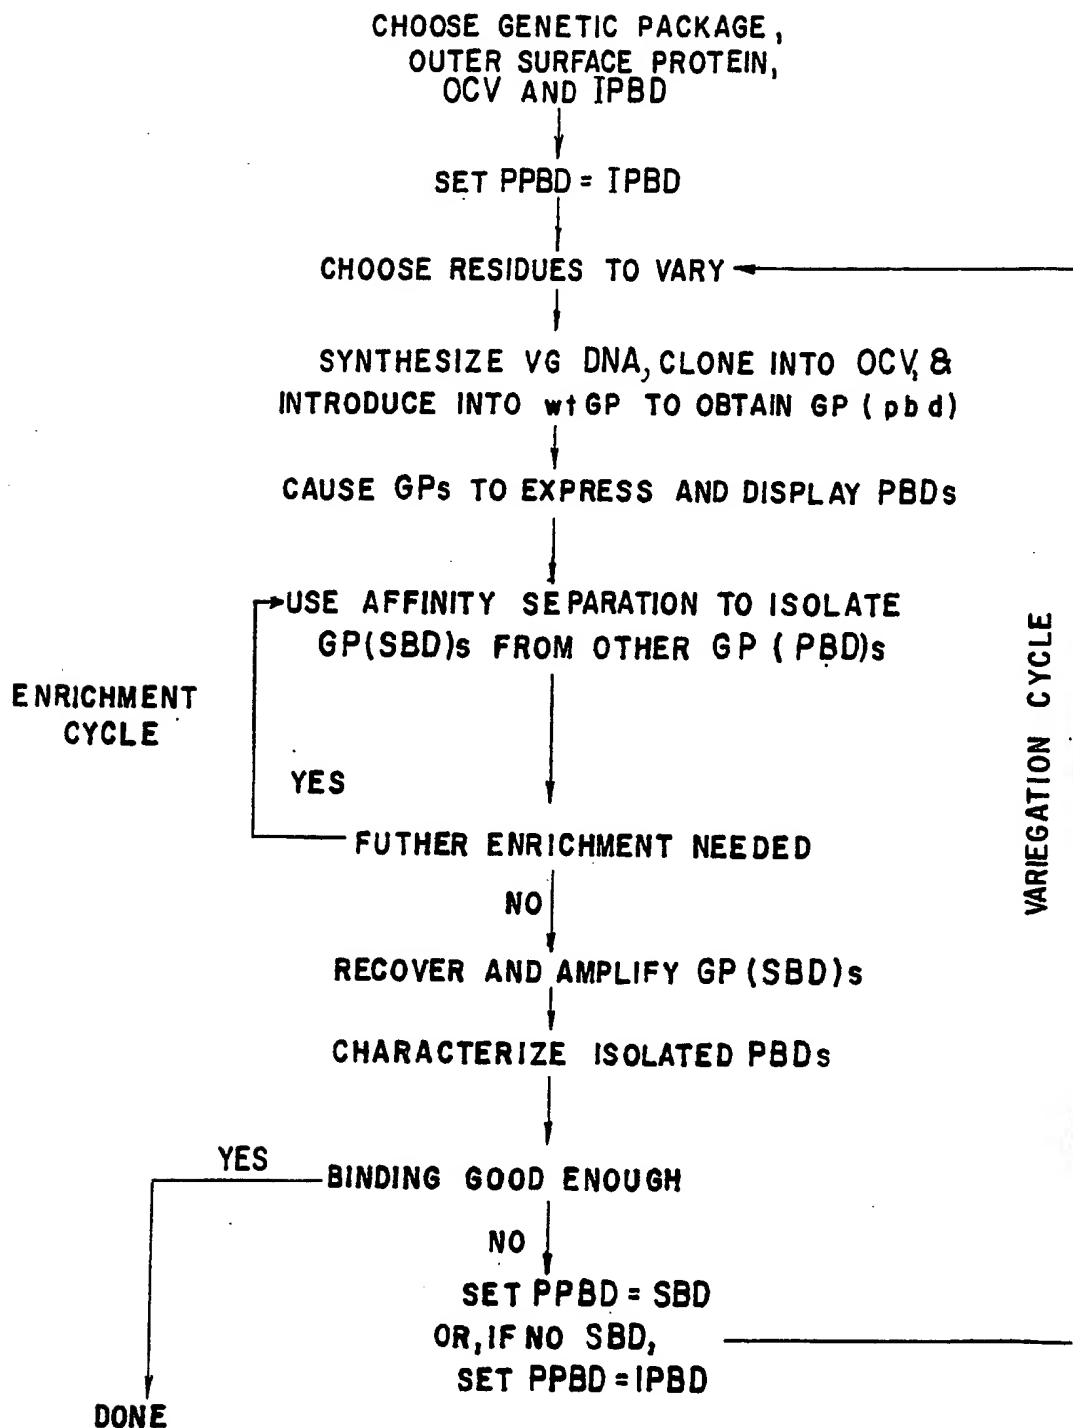 CHOOSE GENETIC PACKAGE,
OUTER SURFACE PROTEIN,
OCV AND IPBD
SET PPBD = IPBD
CHOOSE RESIDUES TO VARY
SYNTHESIZE VG DNA, CLONE INTO OCV, &
INTRODUCE INTO wtGP TO OBTAIN GP (pbd)
CAUSE GPs TO EXPRESS AND DISPLAY PBDs
USE AFFINITY SEPARATION TO ISOLATE
GP(SBD)s FROM OTHER GP (PBD)s
ENRICHMENT
CYCLE
YES
VARIEGATION CYCLE
FUTHER ENRICHMENT NEEDED
NO
RECOVER AND AMPLIFY GP (SBD)s
CHARACTERIZE ISOLATED PBDs
YES
BINDING GOOD ENOUGH
NO
SET PPBD = SBD
OR, IF NO SBD,
SET PPBD = IPBD
DONE